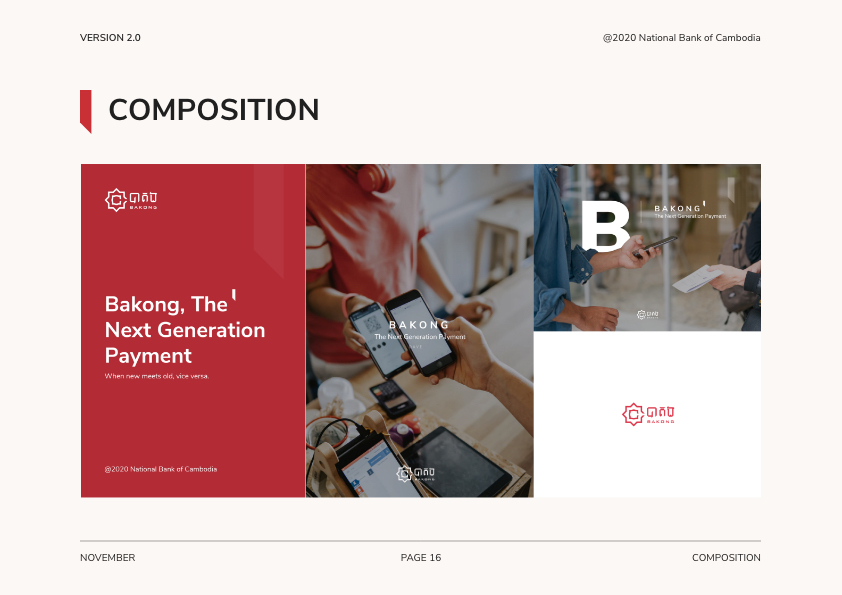 VERSION 2.0
@2020 National Bank of Cambodia
COMPOSITION
បាគង
BAKONG
Bakong, The
Next Generation
Payment
When new meets old, vice versa.
@2020 National Bank of Cambodia
BAKONG
The Next Generation Payment
បាគង
BAKONG
B
BAKONG
The Next Generation Payment
បាគង
បាគង
BAKONG
NOVEMBER
PAGE 16
COMPOSITION